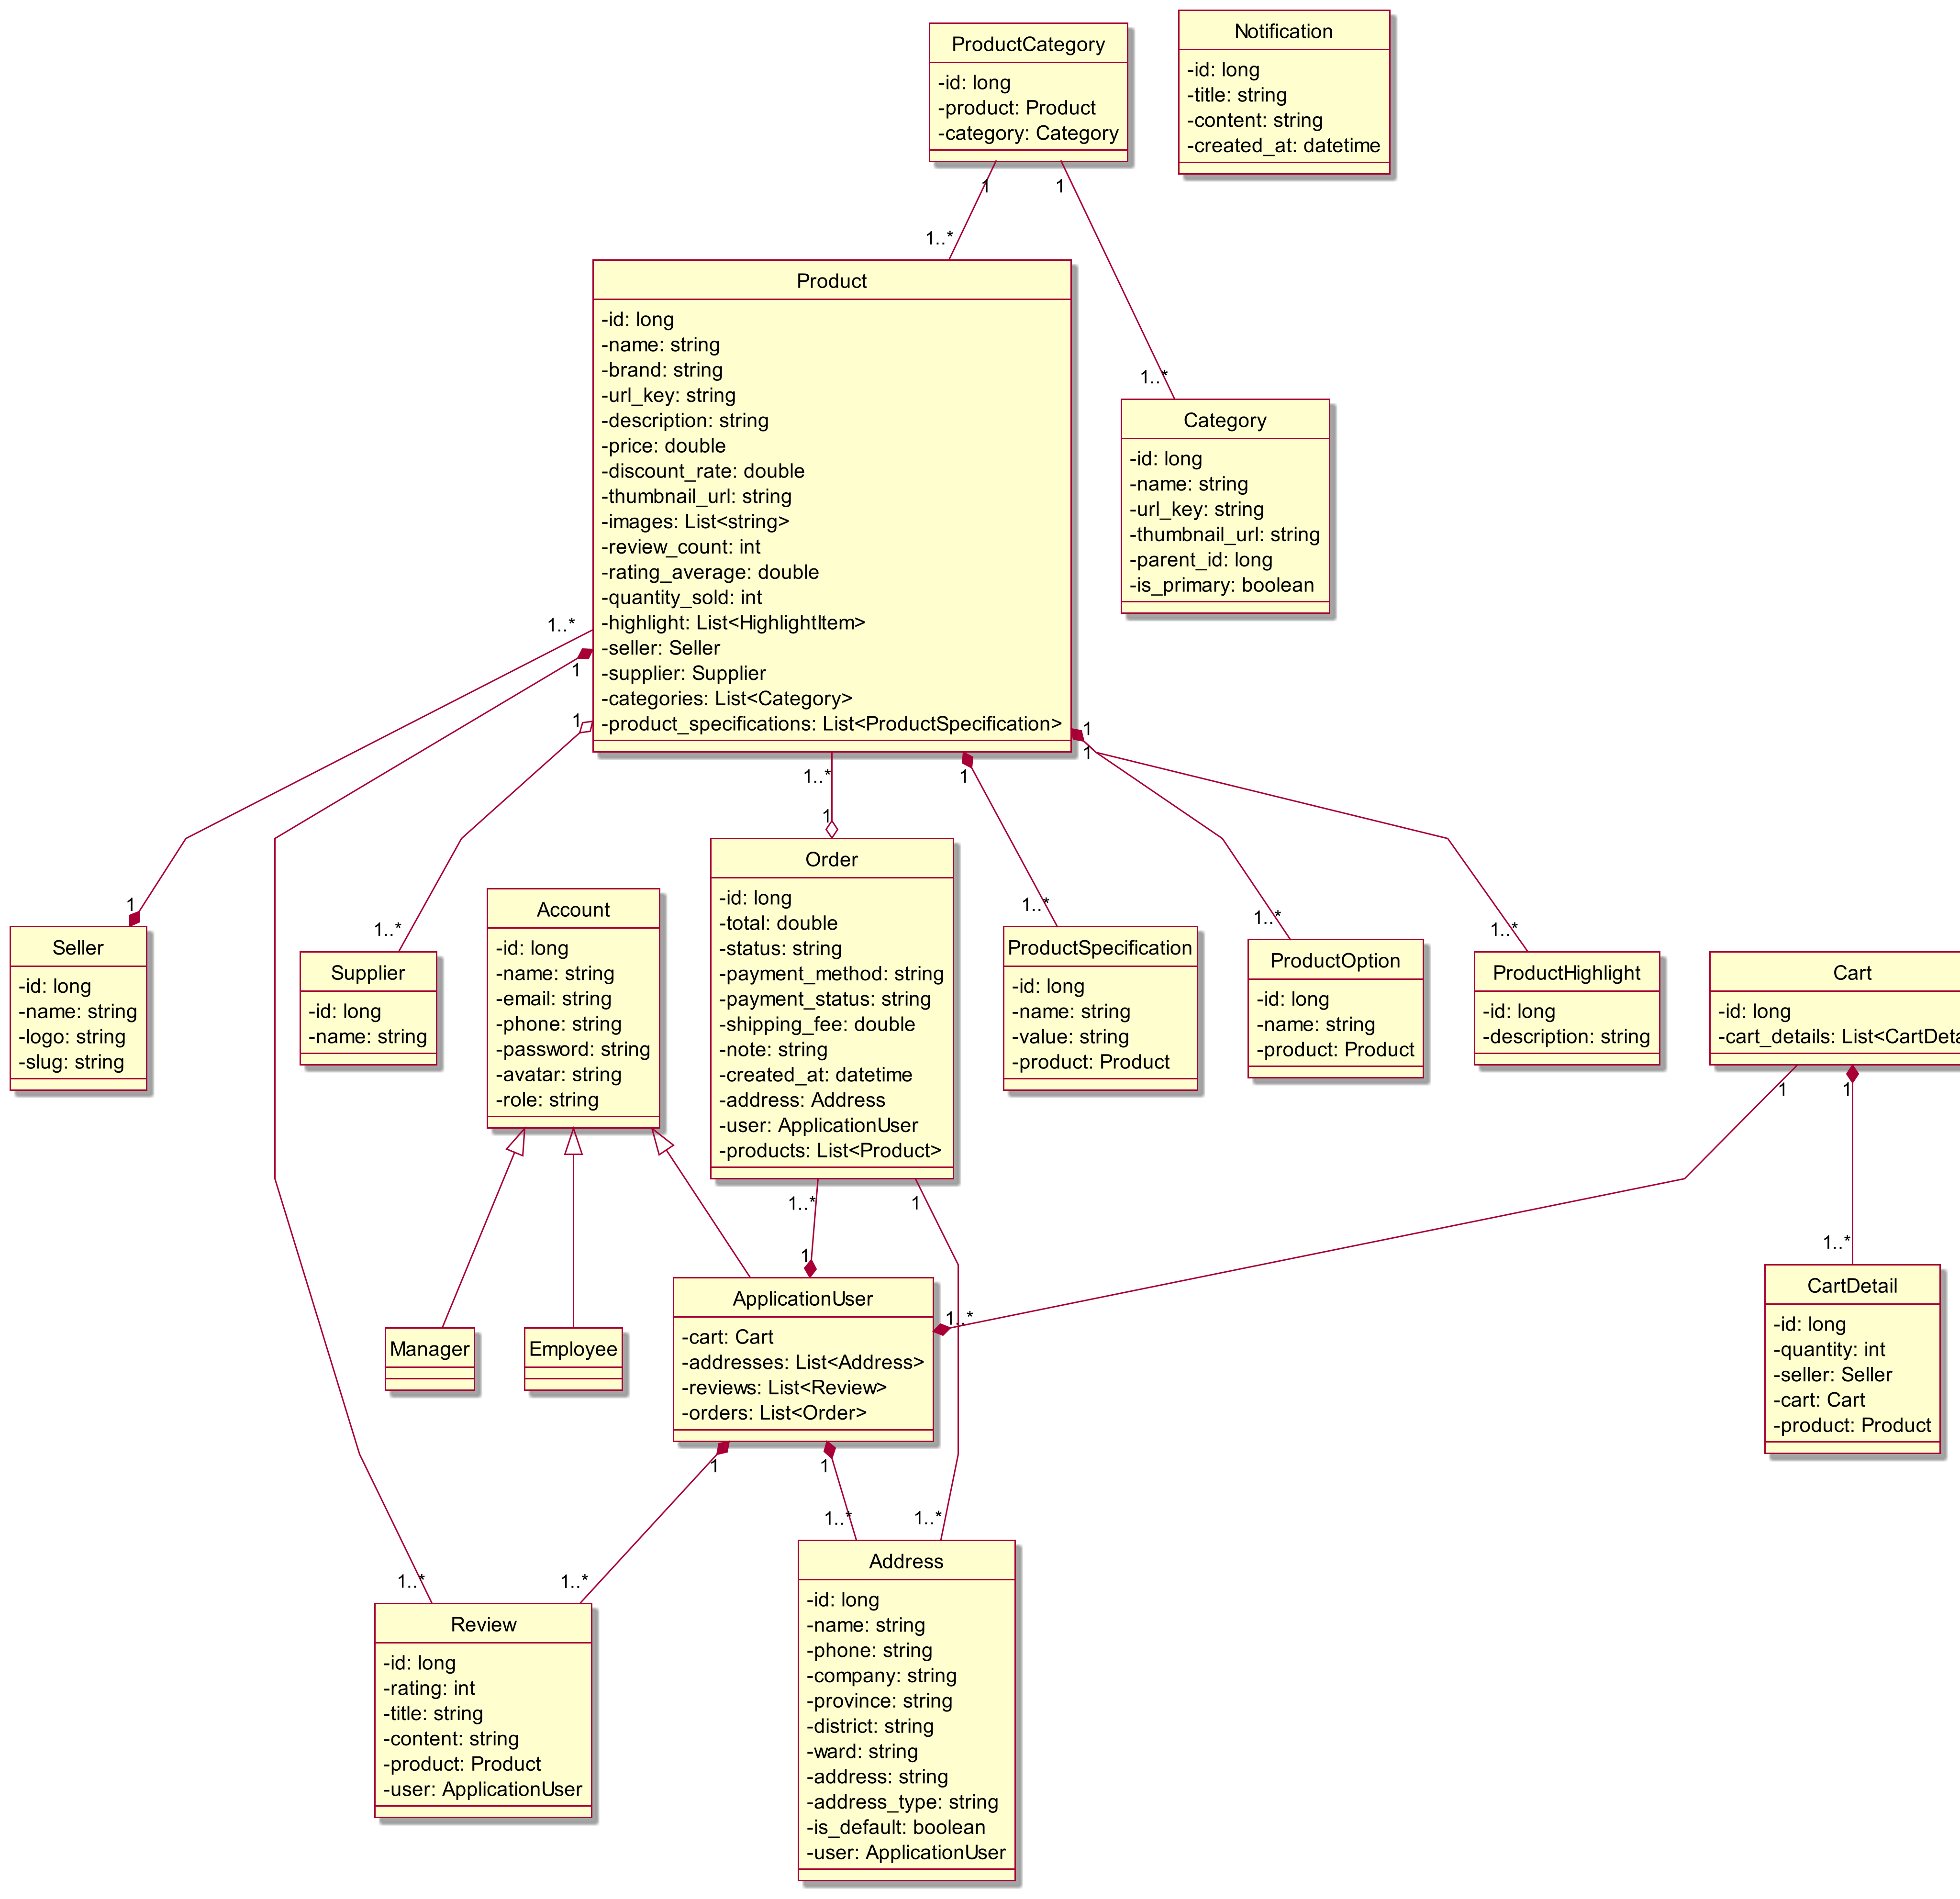 ProductCategory
-id: long
-product: Product
-category: Category
Notification
-id: long
-title: string
-content: string
-created_at: datetime
1
1
1..*
1..*
Product
-id: long
-name: string
-brand: string
-url_key: string
-description: string
-price: double
-discount_rate: double
-thumbnail_url: string
-images: List<string>
-review_count: int
-rating_average: double
-quantity_sold: int
-highlight: List<HighlightItem>
-seller: Seller
-supplier: Supplier
-categories: List<Category>
-product_specifications: List<ProductSpecification>
Category
-id: long
-name: string
-url_key: string
-thumbnail_url: string
-parent_id: long
-is_primary: boolean
1..*
1
1
1..*
1
1
1
1
1
1..*
1..*
1..*
1..*
Seller
-id: long
-name: string
-logo: string
-slug: string
Supplier
-id: long
-name: string
Account
-id: long
-name: string
-email: string
-phone: string
-password: string
-avatar: string
-role: string
Order
-id: long
-total: double
-status: string
-payment_method: string
-payment_status: string
-shipping_fee: double
-note: string
-created_at: datetime
-address: Address
-user: ApplicationUser
-products: List<Product>
ProductSpecification
-id: long
-name: string
-value: string
-product: Product
ProductOption
-id: long
-name: string
-product: Product
ProductHighlight
-id: long
-description: string
Cart
-id: long
-cart_details: List<CartDeta
1
1
1..*
1
1
1..*
1..*
Manager
Employee
ApplicationUser
-cart: Cart
-addresses: List<Address>
-reviews: List<Review>
-orders: List<Order>
CartDetail
-id: long
-quantity: int
-seller: Seller
-cart: Cart
-product: Product
1
1
1..*
1..*
1..*
1..*
Review
-id: long
-rating: int
-title: string
-content: string
-product: Product
-user: ApplicationUser
Address
-id: long
-name: string
-phone: string
-company: string
-province: string
-district: string
-ward: string
-address: string
-address_type: string
-is_default: boolean
-user: ApplicationUser